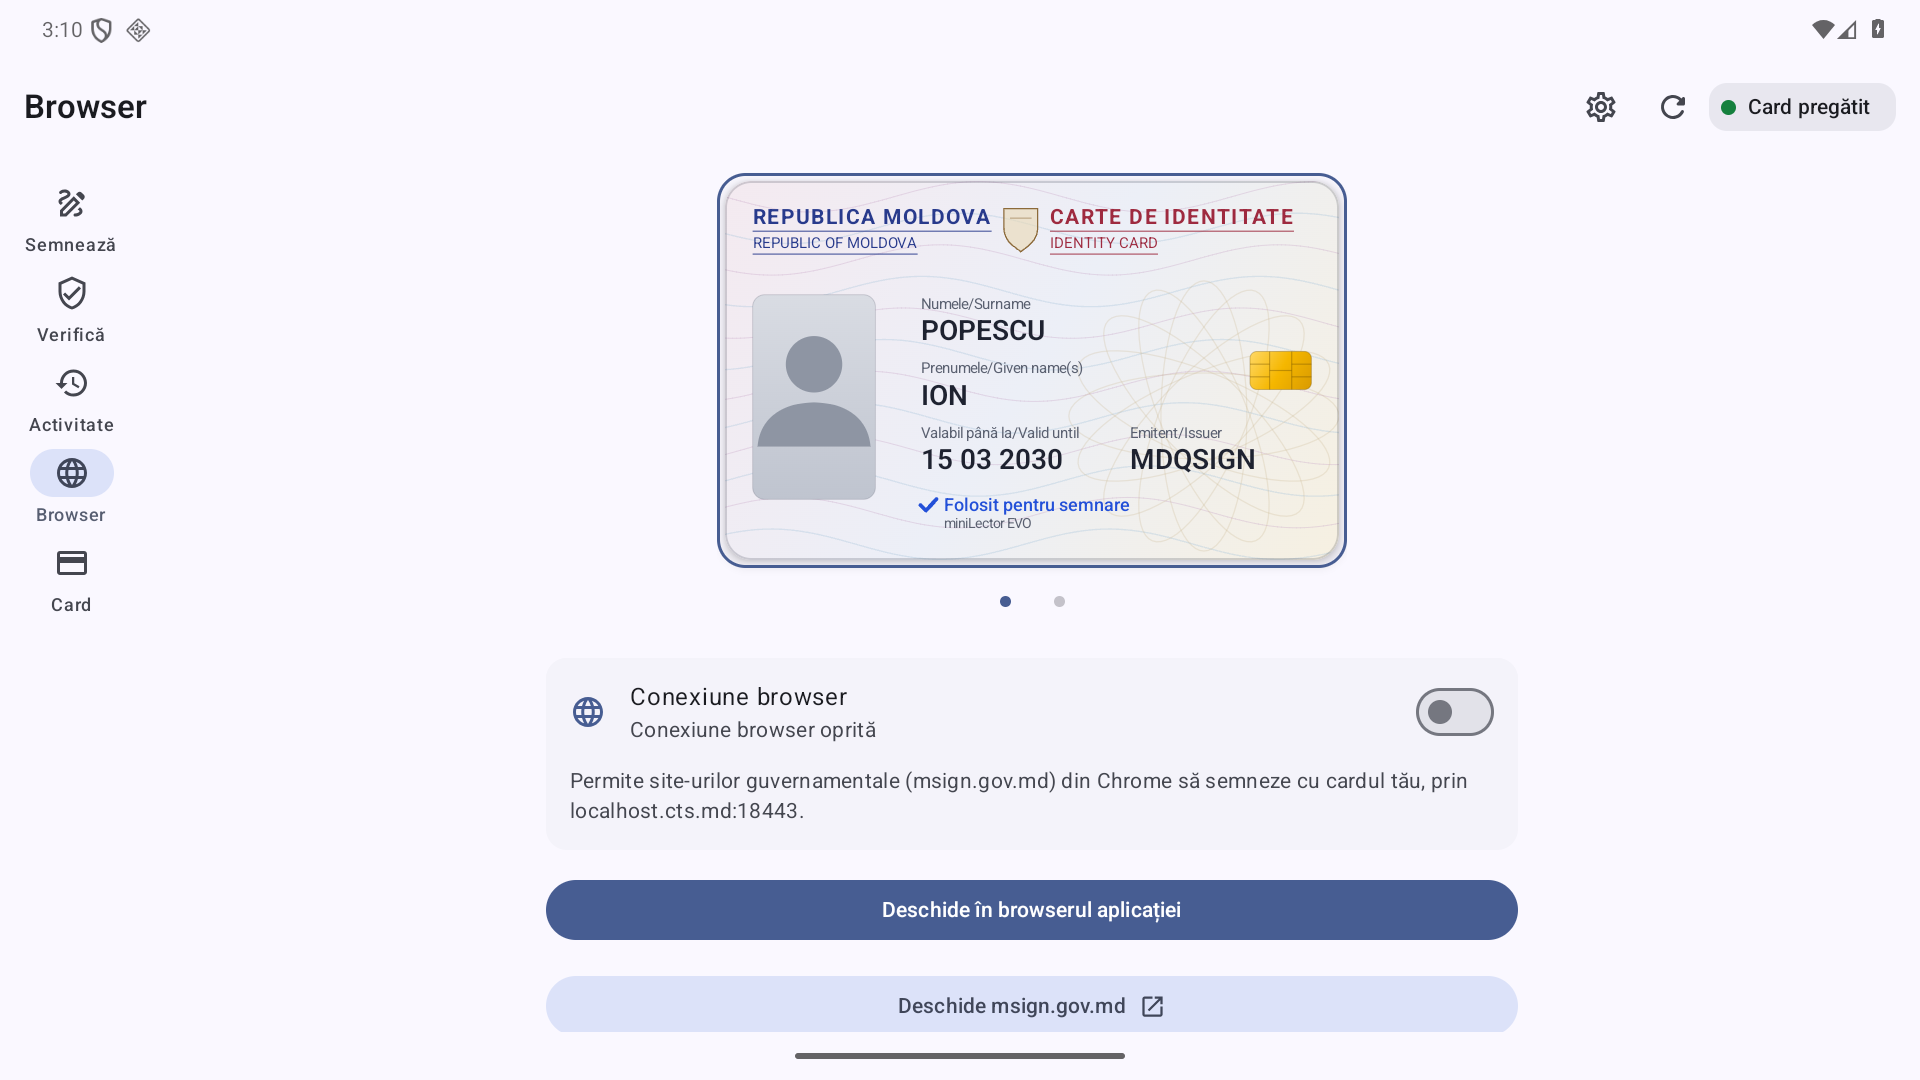 3:10
Browser
Card pregătit
Semnează
Verifică
Activitate
Browser
Card
REPUBLICA MOLDOVA
REPUBLIC OF MOLDOVA
CARTE DE IDENTITATE
IDENTITY CARD
Numele/Surname
POPESCU
Prenumele/Given name(s)
ION
Valabil până la/Valid until
15 03 2030
Emitent/Issuer
MDQSIGN
Folosit pentru semnare
miniLector EVO
Conexiune browser
Conexiune browser oprită
Permite site-urilor guvernamentale (msign.gov.md) din Chrome să semneze cu cardul tău, prin
localhost.cts.md:18443.
Deschide în browserul aplicației
Deschide msign.gov.md